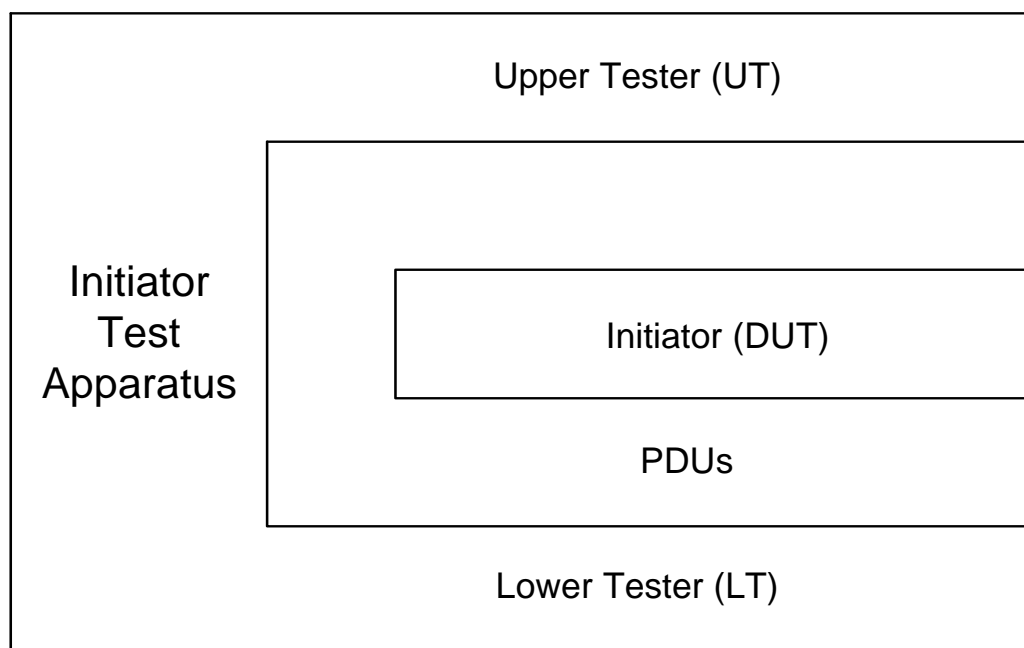 Upper Tester (UT)
Initiator
Test
Apparatus
Initiator (DUT)
PDUs
Lower Tester (LT)